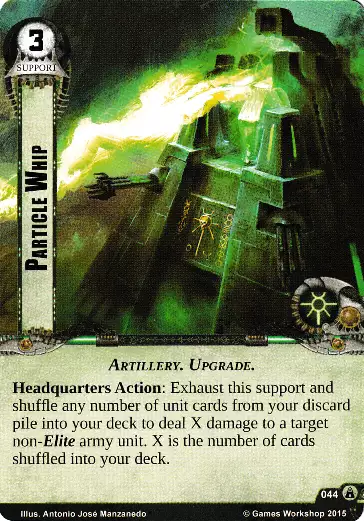 3
SUPPORT
PARTICLE WHIP
ARTILLERY. UPGRADE.
Headquarters Action: Exhaust this support and
shuffle any number of unit cards from your discard
pile into your deck to deal X damage to a target
non-Elite army unit. X is the number of cards
shuffled into your deck.
044 A
Illus. Antonio José Manzanedo
© Games Workshop 2015